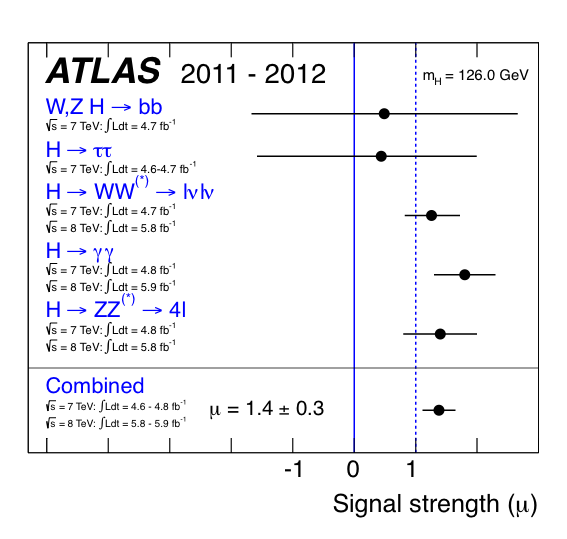 ATLAS 2011 - 2012
m_H = 126.0 GeV
W,Z H → bb
√s = 7 TeV: ∫Ldt = 4.7 fb⁻¹
H → ττ
√s = 7 TeV: ∫Ldt = 4.6-4.7 fb⁻¹
H → WW⁽*⁾ → lνlν
√s = 7 TeV: ∫Ldt = 4.7 fb⁻¹
√s = 8 TeV: ∫Ldt = 5.8 fb⁻¹
H → γγ
√s = 7 TeV: ∫Ldt = 4.8 fb⁻¹
√s = 8 TeV: ∫Ldt = 5.9 fb⁻¹
H → ZZ⁽*⁾ → 4l
√s = 7 TeV: ∫Ldt = 4.8 fb⁻¹
√s = 8 TeV: ∫Ldt = 5.8 fb⁻¹
Combined
√s = 7 TeV: ∫Ldt = 4.6 - 4.8 fb⁻¹
√s = 8 TeV: ∫Ldt = 5.8 - 5.9 fb⁻¹
μ = 1.4 ± 0.3
-1 0 1
Signal strength (μ)